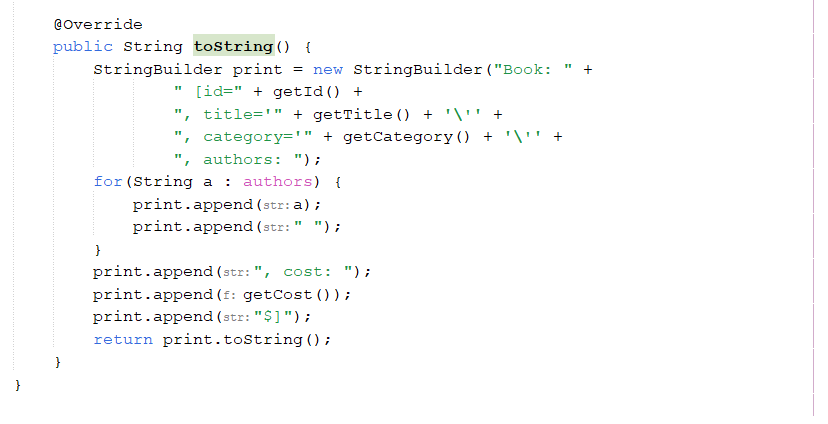 @Override
public String toString() {
StringBuilder print = new StringBuilder("Book: " +
" [id=" + getId() +
", title='" + getTitle() + '\'' +
", category='" + getCategory() + '\'' +
", authors: ");
for(String a : authors) {
print.append(str: a);
print.append(str: " ");
}
print.append(str: ", cost: ");
print.append(f: getCost());
print.append(str: "$]");
return print.toString();
}
}